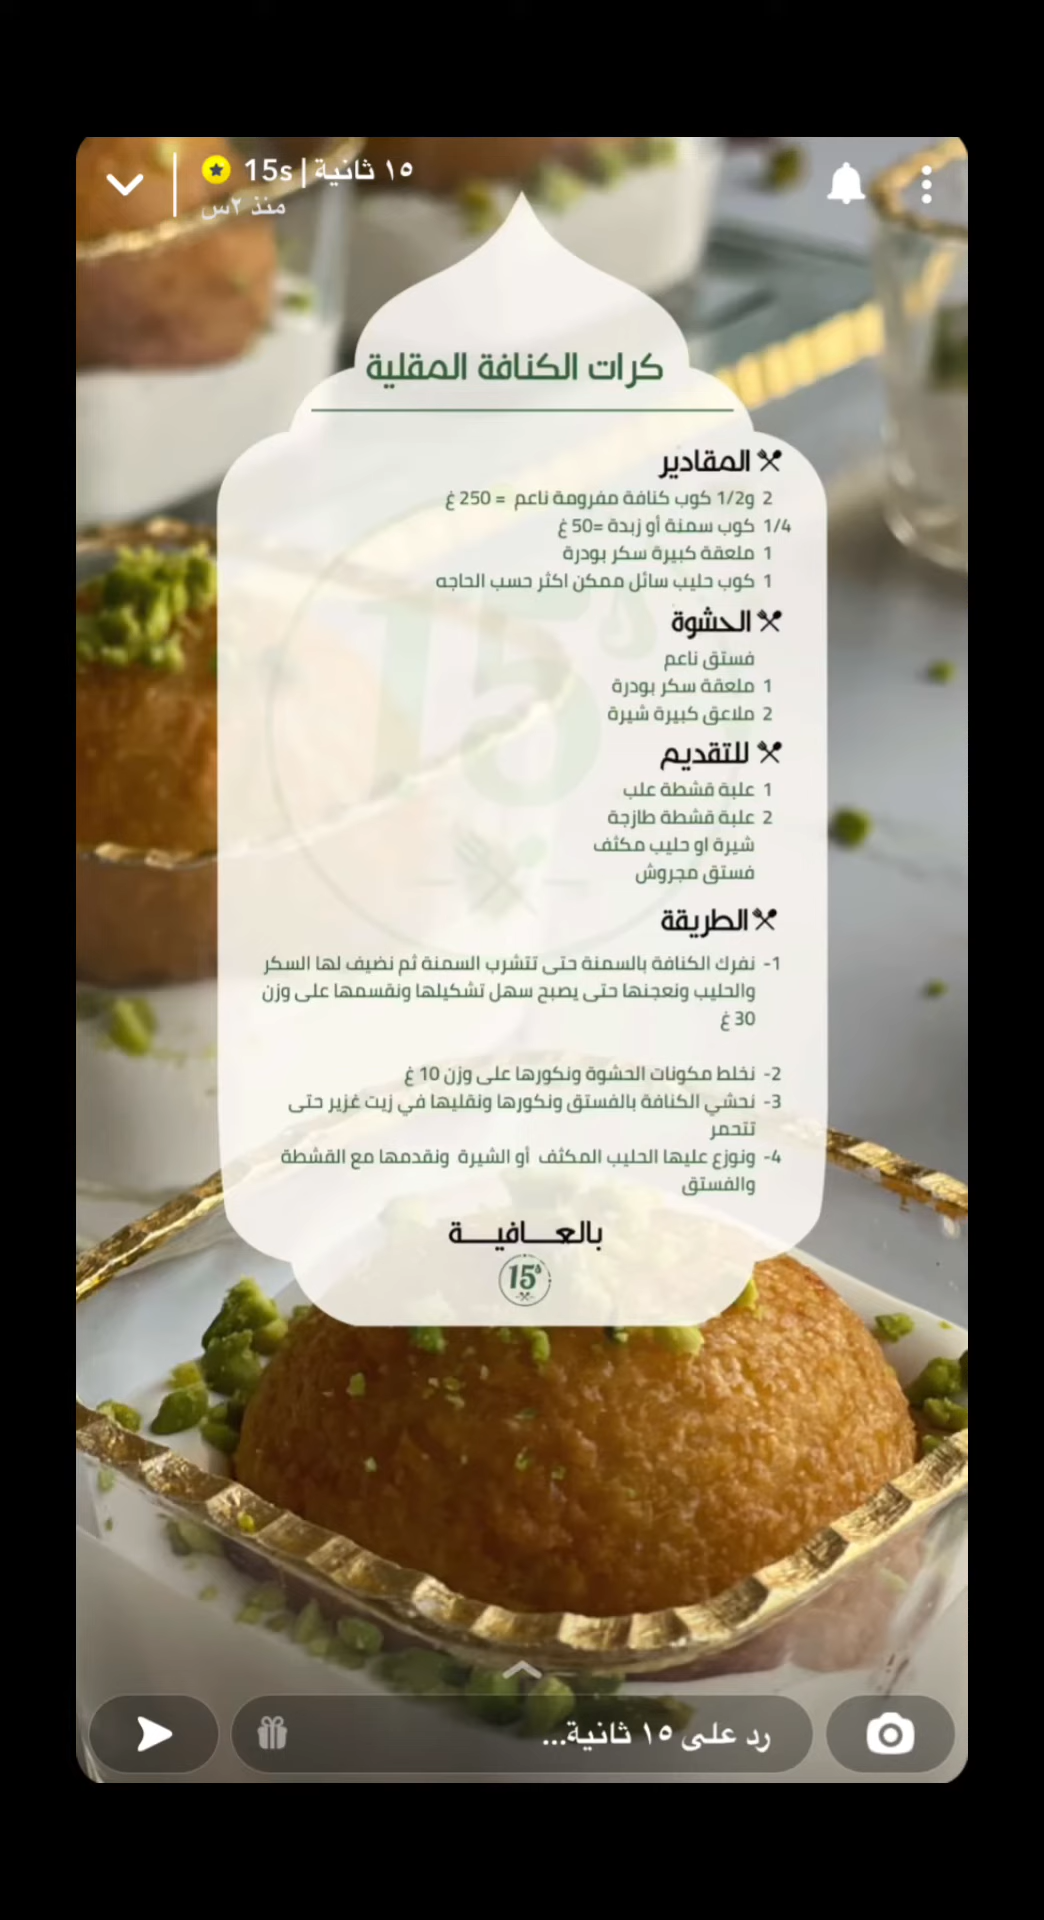 ١٥ ثانية | 15s
منذ ٢س
كرات الكنافة المقلية
المقادير
2 و1/2 كوب كنافة مفرومة ناعم = 250 غ
1/4 كوب سمنة أو زبدة =50 غ
1 ملعقة كبيرة سكر بودرة
1 كوب حليب سائل ممكن اكثر حسب الحاجه
الحشوة
فستق ناعم
1 ملعقة سكر بودرة
2 ملاعق كبيرة شيرة
للتقديم
1 علبة قشطة علب
2 علبة قشطة طازجة
شيرة او حليب مكثف
فستق مجروش
الطريقة
1- نفرك الكنافة بالسمنة حتى تتشرب السمنة ثم نضيف لها السكر
والحليب ونعجنها حتى يصبح سهل تشكيلها ونقسمها على وزن
30 غ
2- نخلط مكونات الحشوة ونكورها على وزن 10 غ
3- نحشي الكنافة بالفستق ونكورها ونقليها في زيت غزير حتى
تتحمر
4- ونوزع عليها الحليب المكثف أو الشيرة ونقدمها مع القشطة
والفستق
بالعـــافيـــة
15
رد على ١٥ ثانية...